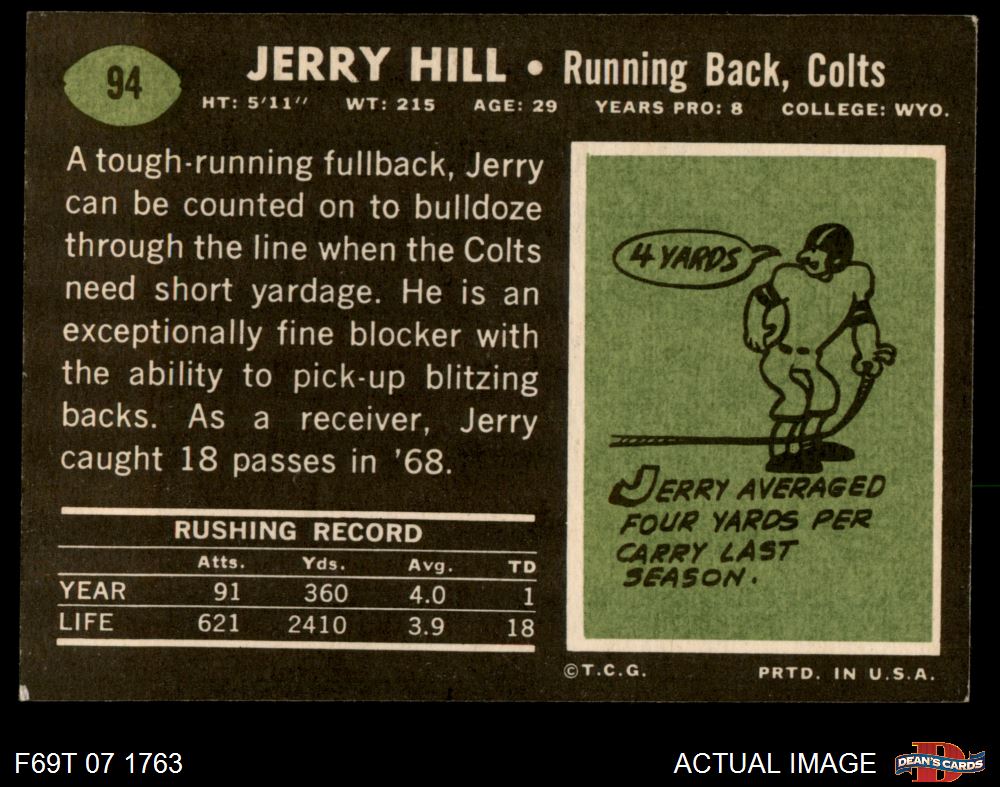 94
JERRY HILL • Running Back, Colts
HT: 5'11" WT: 215 AGE: 29 YEARS PRO: 8 COLLEGE: WYO.
A tough-running fullback, Jerry
can be counted on to bulldoze
through the line when the Colts
need short yardage. He is an
exceptionally fine blocker with
the ability to pick-up blitzing
backs. As a receiver, Jerry
caught 18 passes in '68.
RUSHING RECORD
Atts. Yds. Avg. TD
YEAR 91 360 4.0 1
LIFE 621 2410 3.9 18
4 YARDS
JERRY AVERAGED
FOUR YARDS PER
CARRY LAST
SEASON.
©T.C.G. PRTD. IN U.S.A.
F69T 07 1763
ACTUAL IMAGE
D
DEAN'S CARDS